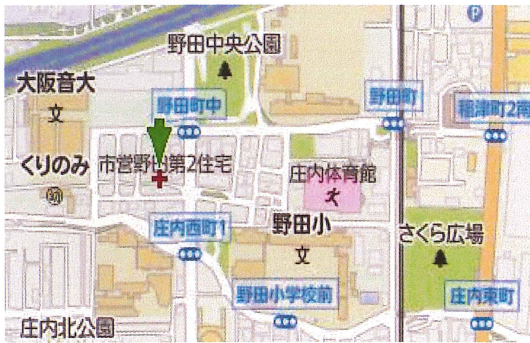 P
野田中央公園
大阪音大
文
野田町中
野田町
稲津町2
くりのみ
市営野田第2住宅
庄内体育館
庄内西町1
野田小
文
さくら広場
野田小学校前
庄内東町
庄内北公園